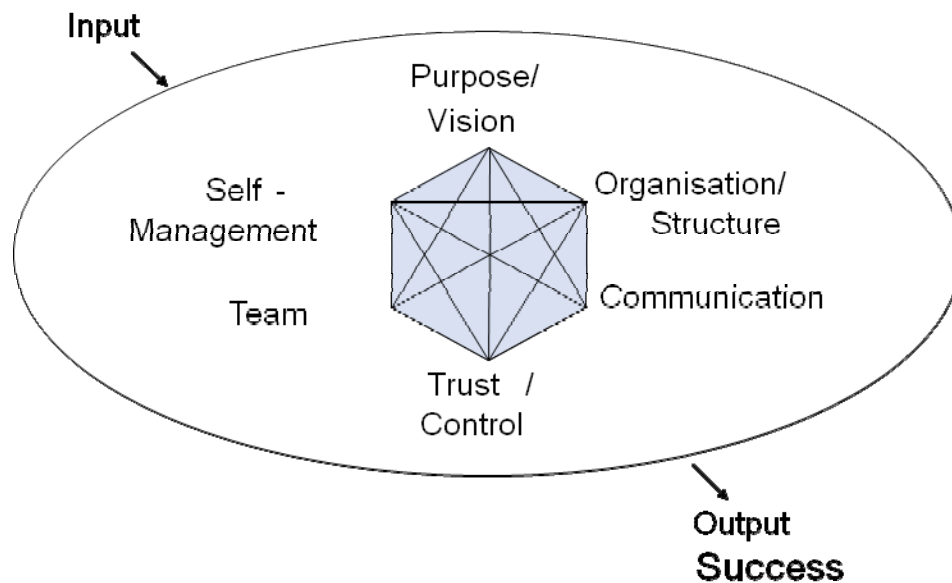 Input
Purpose/
Vision
Self -
Management
Organisation/
Structure
Team
Communication
Trust /
Control
Output
Success